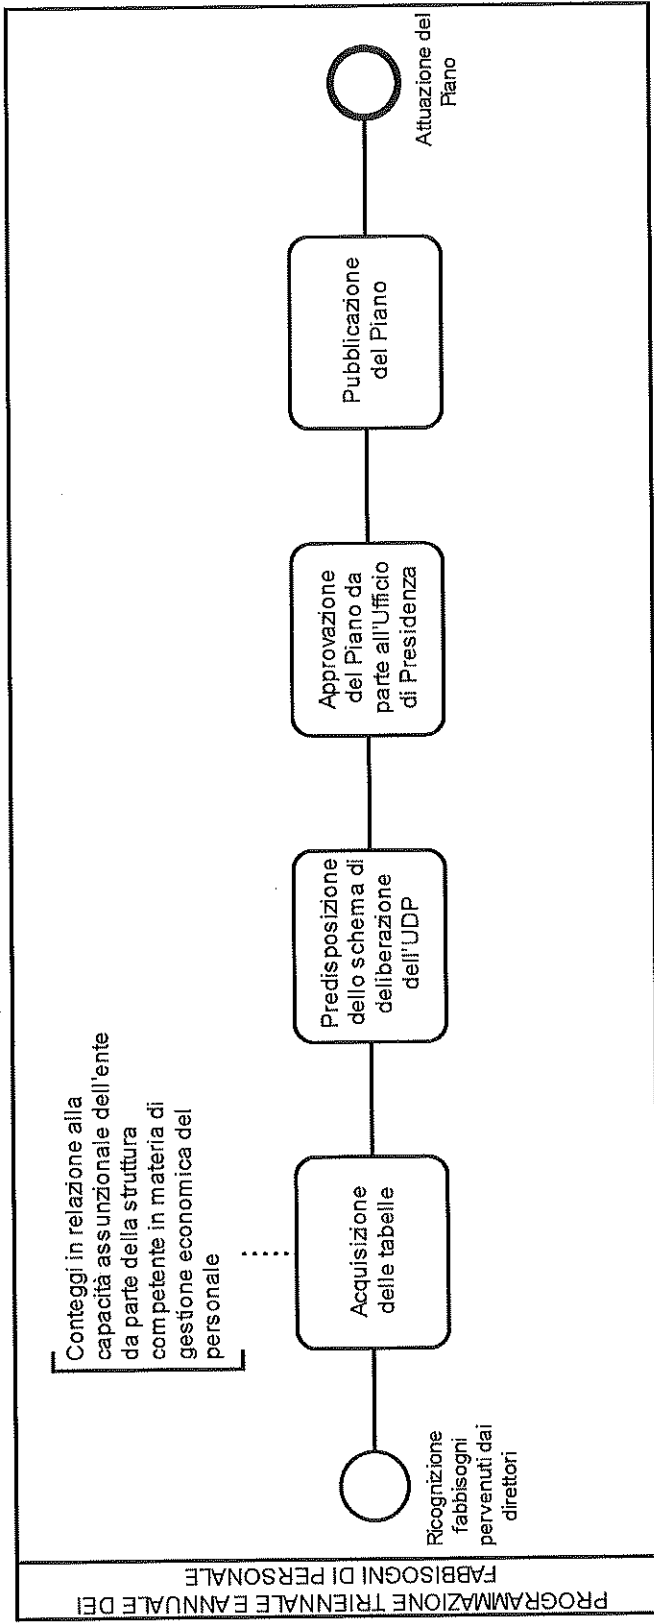 PROGRAMMAZIONE TRIENNALE E ANNUALE DEI
FABBISOGNI DI PERSONALE
Ricognizione
fabbisogni
pervenuti dai
direttori
Conteggi in relazione alla
capacità assunzionale dell'ente
da parte della struttura
competente in materia di
gestione economica del
personale
Acquisizione
delle tabelle
Predisposizione
dello schema di
deliberazione
dell'UDP
Approvazione
del Piano da
parte all'Ufficio
di Presidenza
Pubblicazione
del Piano
Attuazione del
Piano